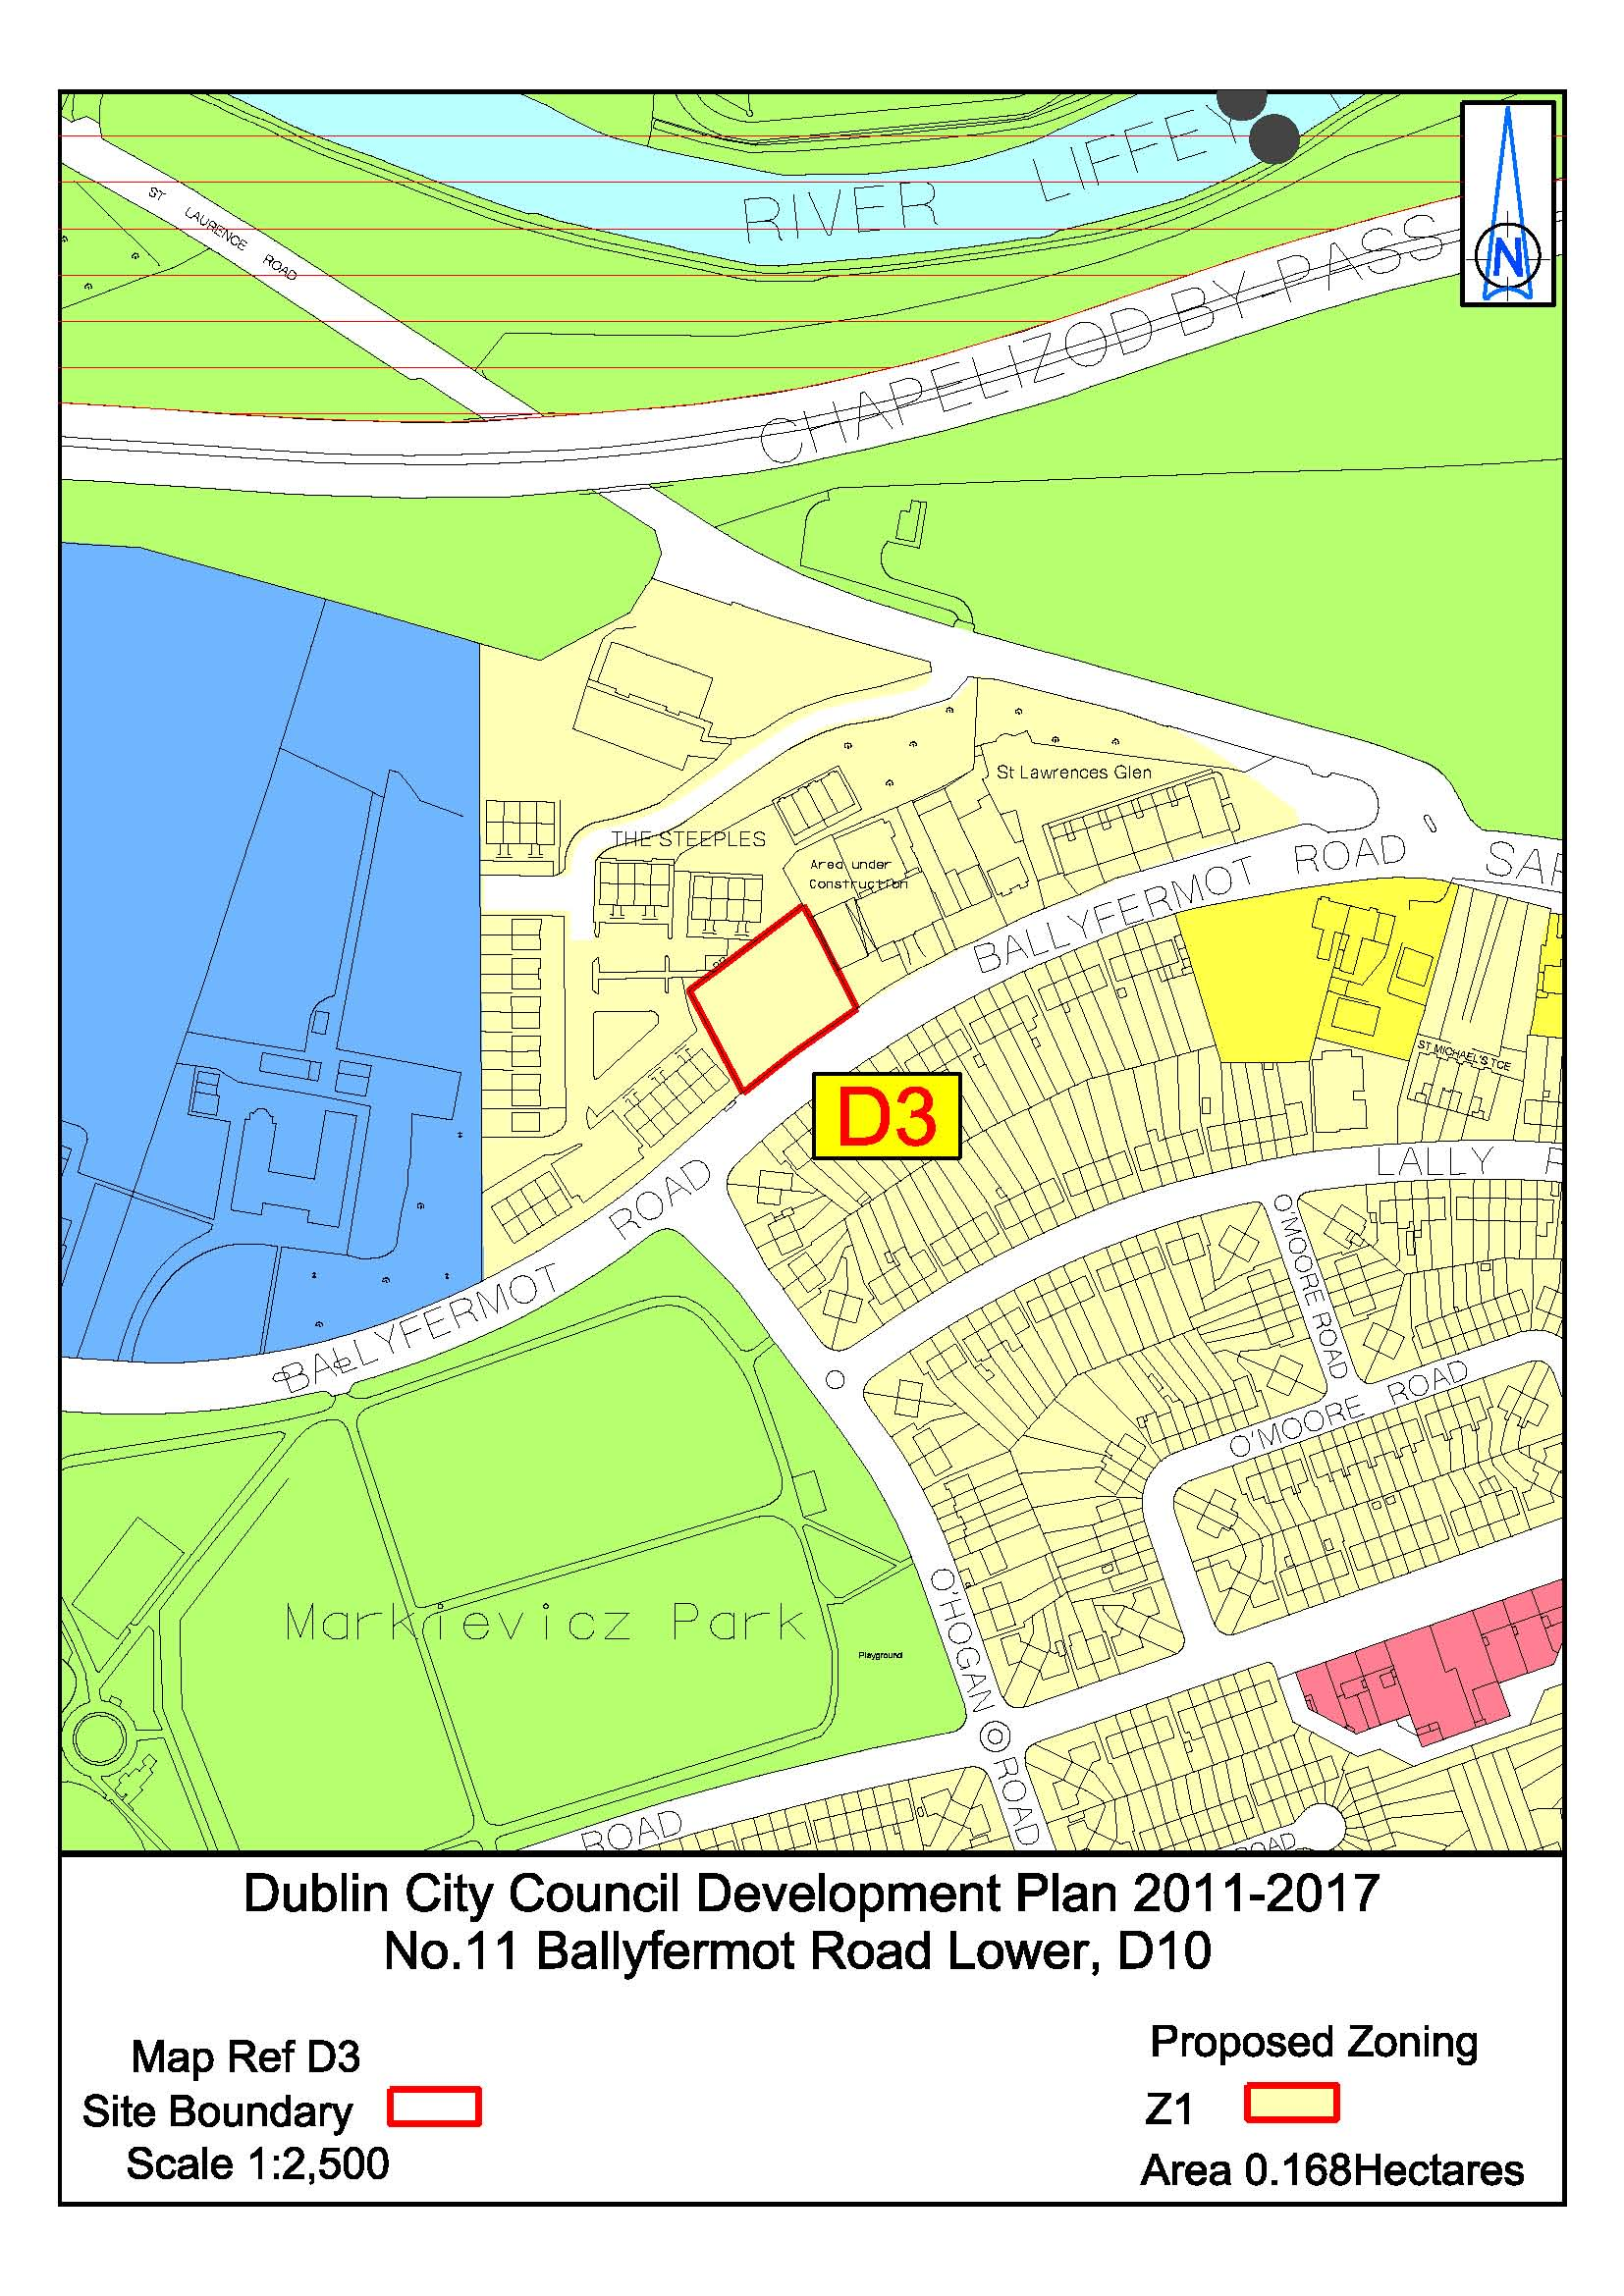 RIVER LIFFEY
N
ST LAURENCE ROAD
CHAPELIZOD BY-PASS
St Lawrences Glen
THE STEEPLES
Area under
Construction
BALLYFERMOT ROAD
SAR
D3
ST MICHAEL'S TCE
LALLY R
BALLYFERMOT ROAD
O'MOORE ROAD
O'MOORE ROAD
Markievicz Park
Playground
O'HOGAN ROAD
ROAD
ROAD
Dublin City Council Development Plan 2011-2017
No.11 Ballyfermot Road Lower, D10
Map Ref D3
Site Boundary
Scale 1:2,500
Proposed Zoning
Z1
Area 0.168Hectares